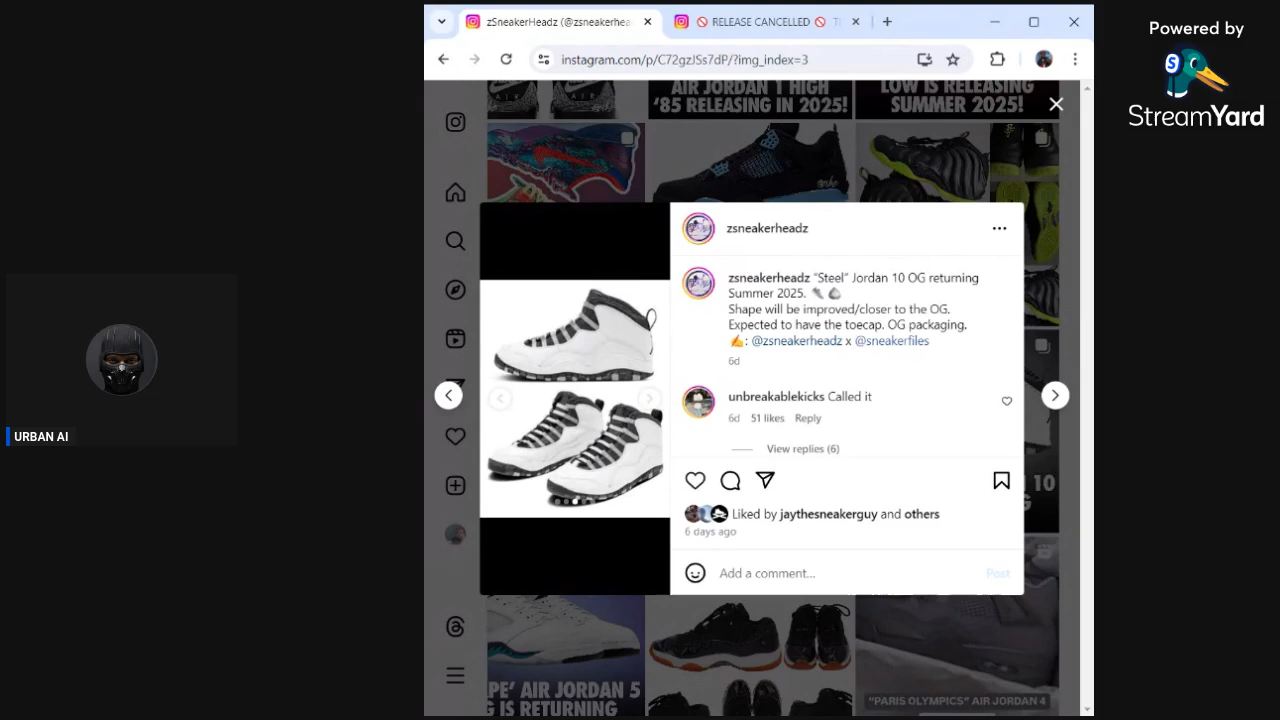 zSneakerHeadz (@zsneakerhea
RELEASE CANCELLED
instagram.com/p/C72gzJSs7dP/?img_index=3
Powered by
StreamYard
AIR JORDAN 1 HIGH
'85 RELEASING IN 2025!
LOW IS RELEASING
SUMMER 2025!
zsneakerheadz
zsneakerheadz “Steel” Jordan 10 OG returning
Summer 2025.
Shape will be improved/closer to the OG.
Expected to have the toecap. OG packaging.
: @zsneakerheadz x @sneakerfiles
6d
unbreakablekicks Called it
6d 51 likes Reply
View replies (6)
Liked by jaythesneakerguy and others
6 days ago
Add a comment...
Post
URBAN AI
10
PE' AIR JORDAN 5
IS RETURNING
"PARIS OLYMPICS" AIR JORDAN 4